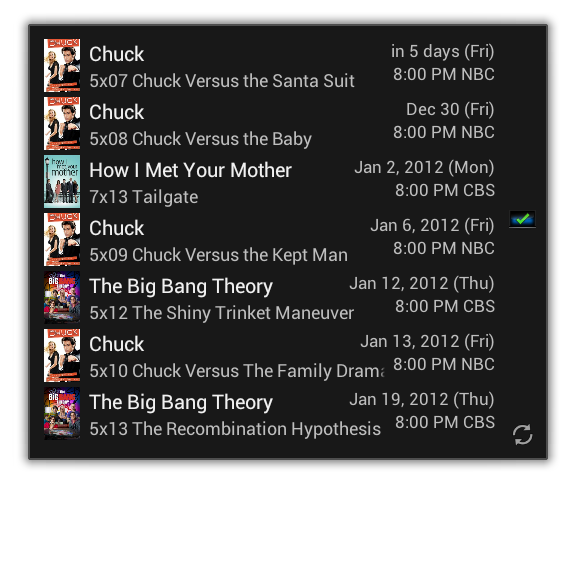 Chuck in 5 days (Fri)
5x07 Chuck Versus the Santa Suit 8:00 PM NBC
Chuck Dec 30 (Fri)
5x08 Chuck Versus the Baby 8:00 PM NBC
How I Met Your Mother Jan 2, 2012 (Mon)
7x13 Tailgate 8:00 PM CBS
Chuck Jan 6, 2012 (Fri)
5x09 Chuck Versus the Kept Man 8:00 PM NBC
The Big Bang Theory Jan 12, 2012 (Thu)
5x12 The Shiny Trinket Maneuver 8:00 PM CBS
Chuck Jan 13, 2012 (Fri)
5x10 Chuck Versus The Family Drama 8:00 PM NBC
The Big Bang Theory Jan 19, 2012 (Thu)
5x13 The Recombination Hypothesis 8:00 PM CBS